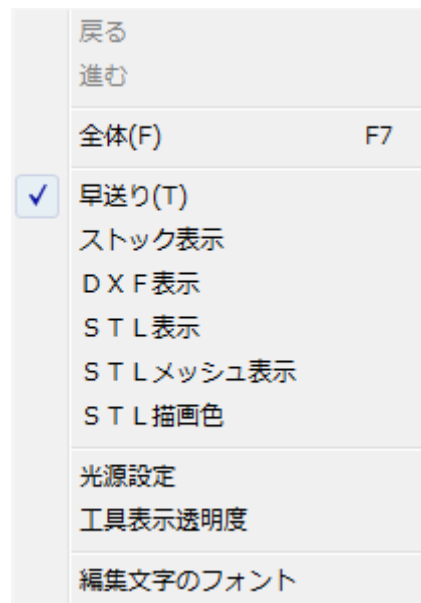 戻る
進む
全体(F) F7
早送り(T)
ストック表示
ＤＸＦ表示
ＳＴＬ表示
ＳＴＬメッシュ表示
ＳＴＬ描画色
光源設定
工具表示透明度
編集文字のフォント